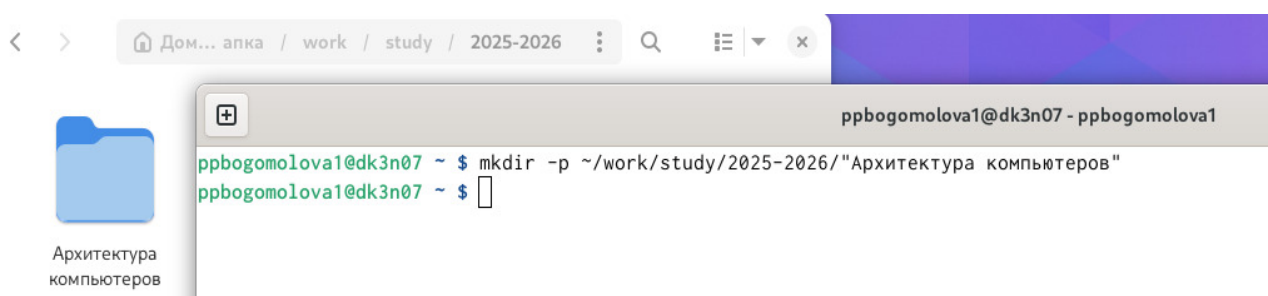 Дом... апка / work / study / 2025-2026
ppbogomolova1@dk3n07 - ppbogomolova1
ppbogomolova1@dk3n07 ~ $ mkdir -p ~/work/study/2025-2026/"Архитектура компьютеров"
ppbogomolova1@dk3n07 ~ $
Архитектура
компьютеров